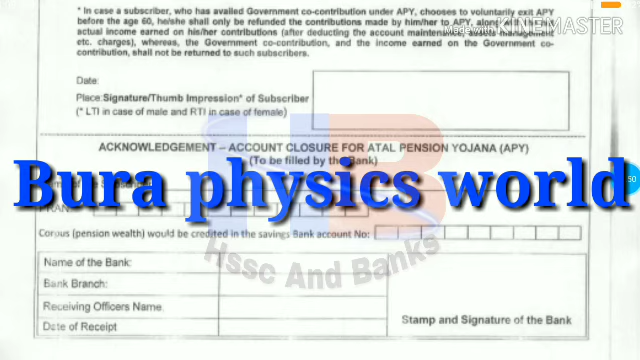 * In case a subscriber, who has availed Government co-contribution under APY, chooses to voluntarily exit APY
before the age 60, he/she shall only be refunded the contributions made by him/her to APY, along
actual income earned on his/her contributions (after deducting the account maintenance, assets management
Made with KINEMASTER
etc. charges), whereas, the Government co-contribution, and the income earned on the Government co-
contribution, shall not be returned to such subscribers.
Date:
Place:Signature/Thumb Impression* of Subscriber
(* LTI in case of male and RTI in case of female)
ACKNOWLEDGEMENT – ACCOUNT CLOSURE FOR ATAL PENSION YOJANA (APY)
(To be filled by the Bank)
50
Bura physics world
PRAN
Corpus (pension wealth) would be credited in the savings Bank account No:
Hssc And Banks
Name of the Bank:
Bank Branch:
Receiving Officers Name:
Date of Receipt
Stamp and Signature of the Bank